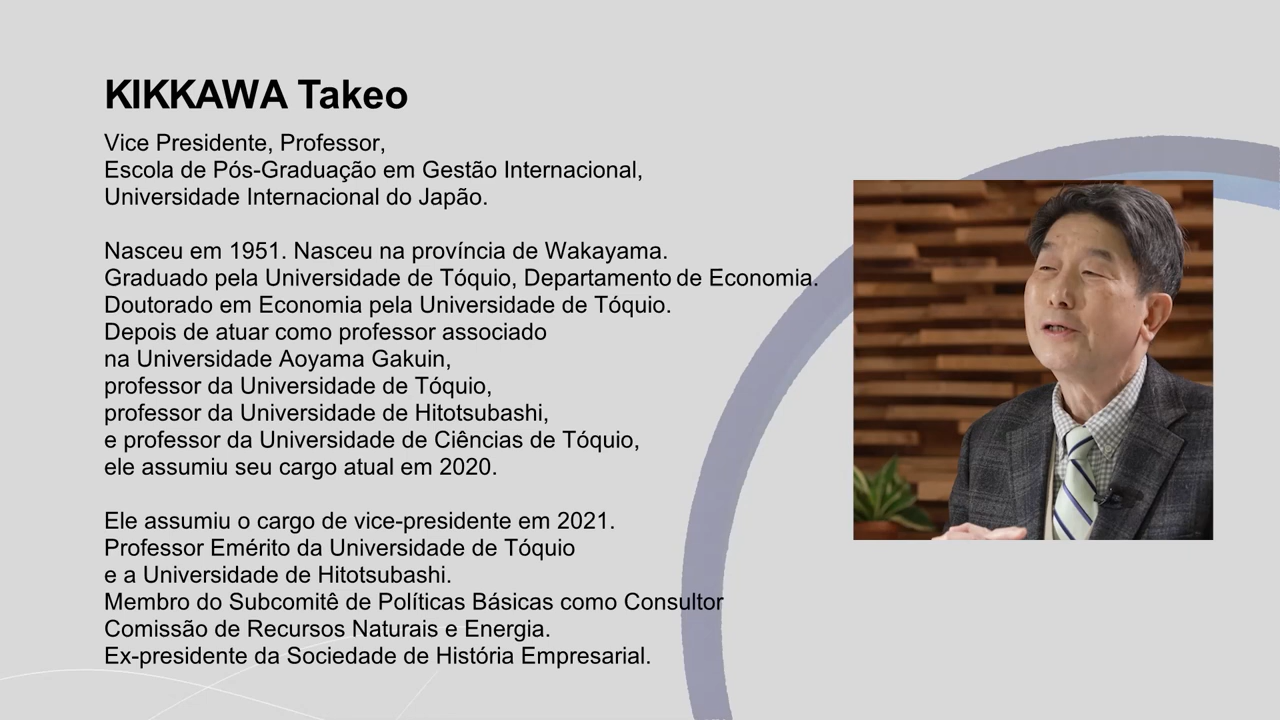 KIKKAWA Takeo
Vice Presidente, Professor,
Escola de Pós-Graduação em Gestão Internacional,
Universidade Internacional do Japão.
Nasceu em 1951. Nasceu na província de Wakayama.
Graduado pela Universidade de Tóquio, Departamento de Economia.
Doutorado em Economia pela Universidade de Tóquio.
Depois de atuar como professor associado
na Universidade Aoyama Gakuin,
professor da Universidade de Tóquio,
professor da Universidade de Hitotsubashi,
e professor da Universidade de Ciências de Tóquio,
ele assumiu seu cargo atual em 2020.
Ele assumiu o cargo de vice-presidente em 2021.
Professor Emérito da Universidade de Tóquio
e a Universidade de Hitotsubashi.
Membro do Subcomitê de Políticas Básicas como Consultor
Comissão de Recursos Naturais e Energia.
Ex-presidente da Sociedade de História Empresarial.